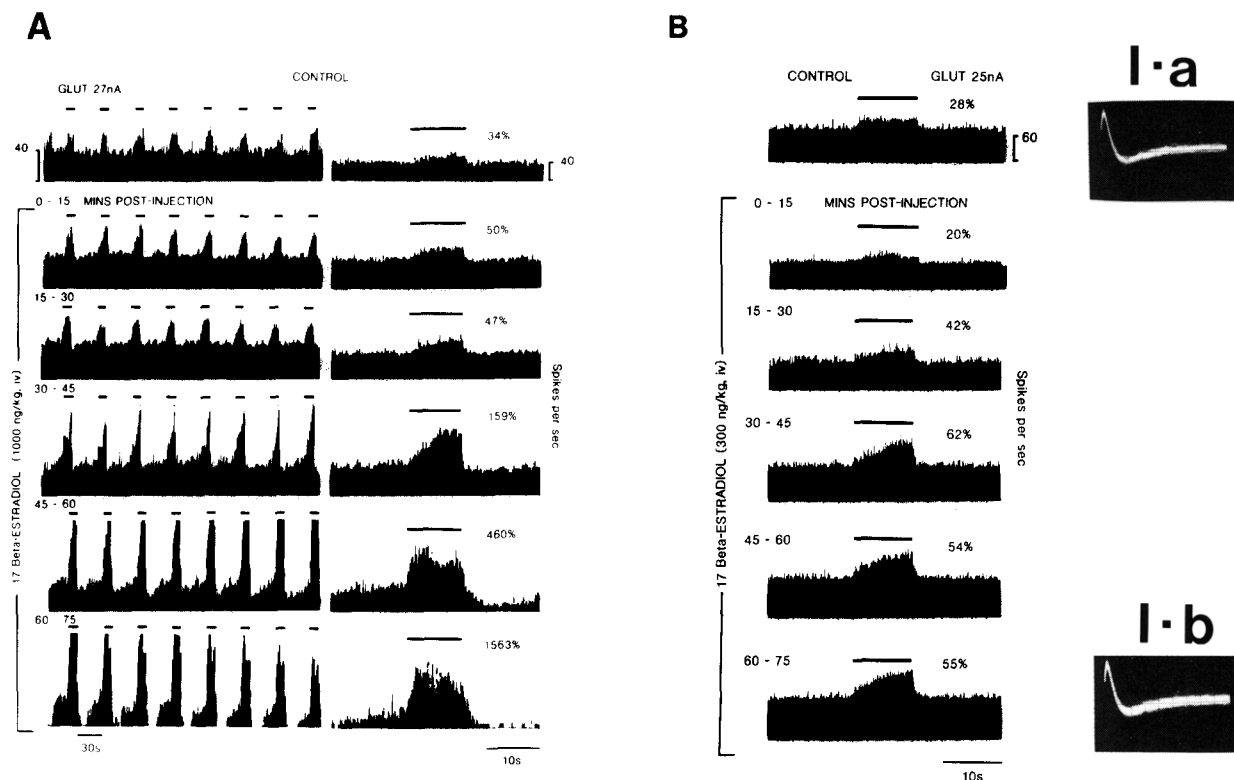 A
CONTROL
GLUT 27nA
34%
40
40
0 - 15 MINS POST-INJECTION
50%
15 - 30
47%
30 - 45
159%
45 - 60
460%
60 75
1563%
17 Beta-ESTRADIOL (1000 ng/kg, iv)
Spikes per sec
30s
10s
B
CONTROL GLUT 25nA
28%
60
0 - 15 MINS POST-INJECTION
20%
15 - 30
42%
30 - 45
62%
45 - 60
54%
60 - 75
55%
17 Beta-ESTRADIOL (300 ng/kg, iv)
Spikes per sec
10s
I·a
I·b